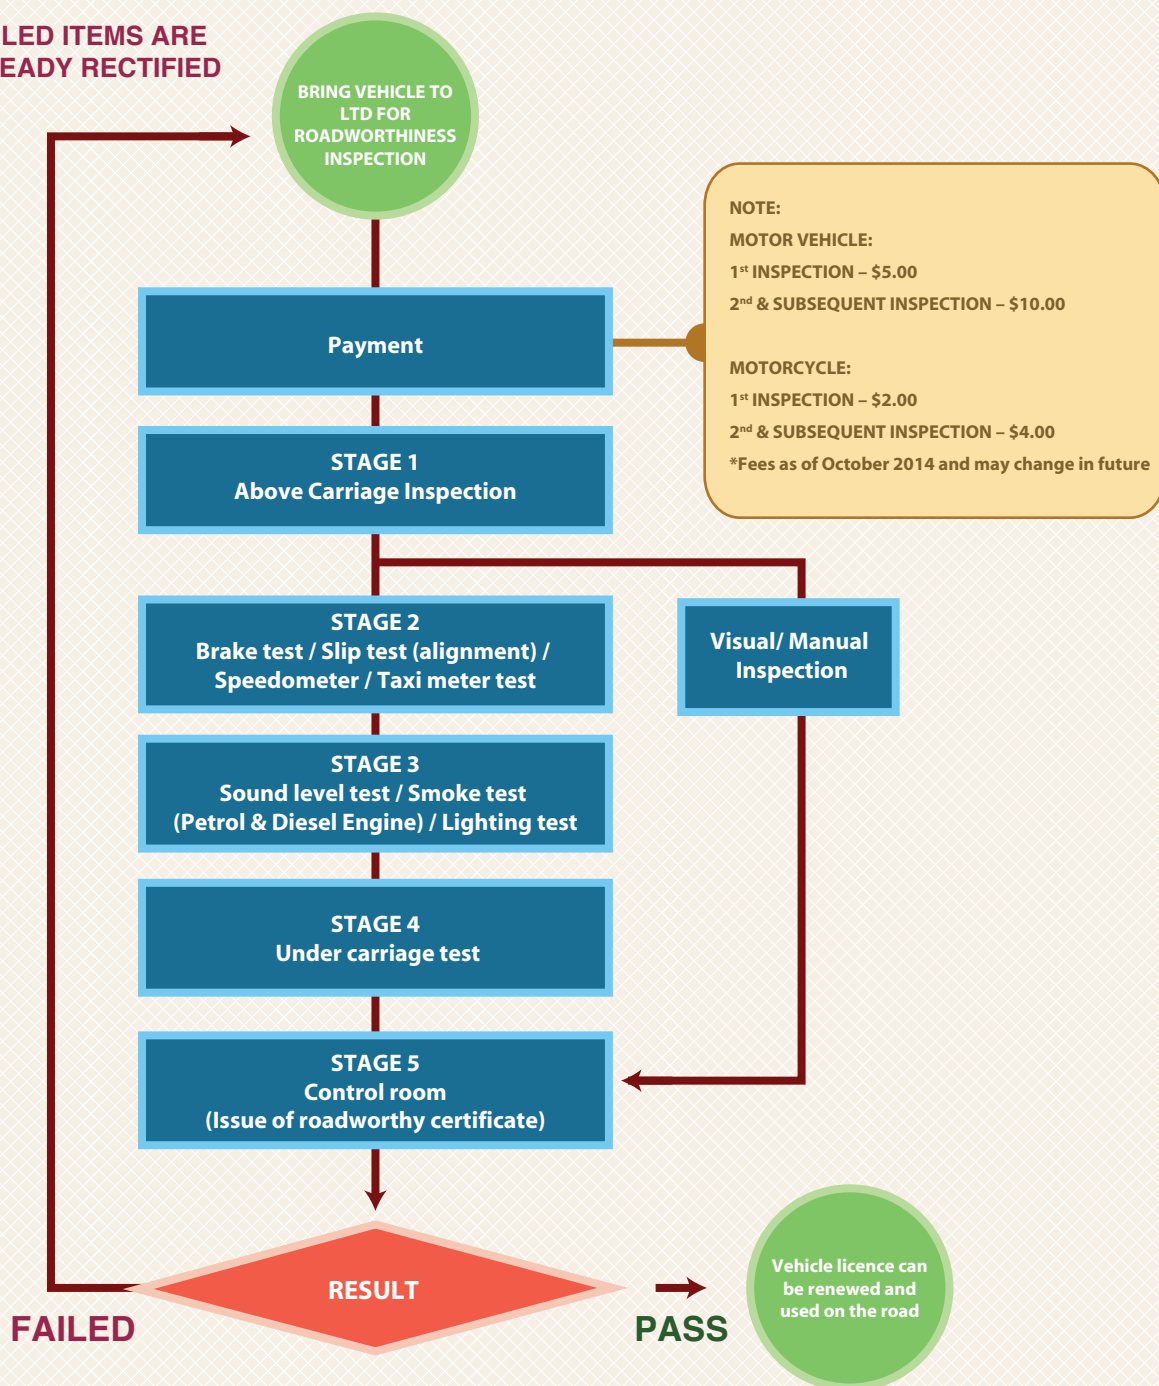 LED ITEMS ARE
EADY RECTIFIED
BRING VEHICLE TO
LTD FOR
ROADWORTHINESS
INSPECTION
NOTE:
MOTOR VEHICLE:
1st INSPECTION – $5.00
2nd & SUBSEQUENT INSPECTION – $10.00
MOTORCYCLE:
1st INSPECTION – $2.00
2nd & SUBSEQUENT INSPECTION – $4.00
*Fees as of October 2014 and may change in future
Payment
STAGE 1
Above Carriage Inspection
STAGE 2
Brake test / Slip test (alignment) /
Speedometer / Taxi meter test
Visual/ Manual
Inspection
STAGE 3
Sound level test / Smoke test
(Petrol & Diesel Engine) / Lighting test
STAGE 4
Under carriage test
STAGE 5
Control room
(Issue of roadworthy certificate)
RESULT
FAILED
PASS
Vehicle licence can
be renewed and
used on the road